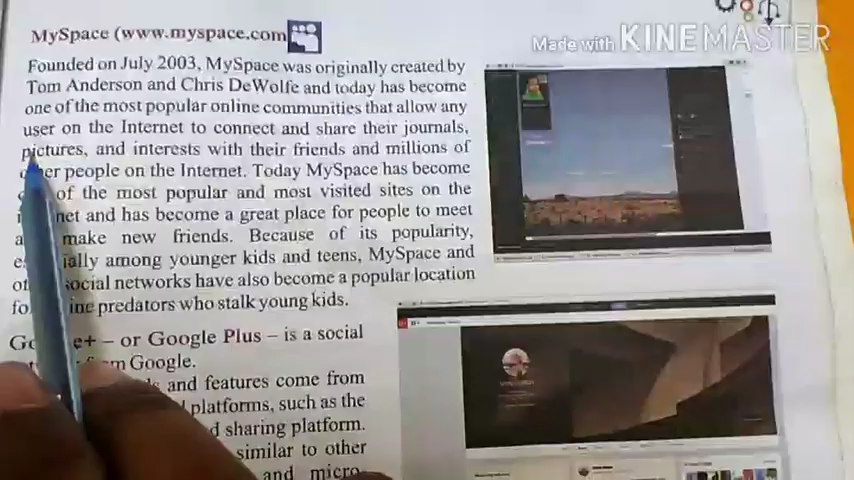 MySpace (www.myspace.com
Made with KINEMASTER
Founded on July 2003, MySpace was originally created by
Tom Anderson and Chris DeWolfe and today has become
one of the most popular online communities that allow any
user on the Internet to connect and share their journals,
pictures, and interests with their friends and millions of
people on the Internet. Today MySpace has become
of the most popular and most visited sites on the
net and has become a great place for people to meet
make new friends. Because of its popularity,
ially among younger kids and teens, MySpace and
social networks have also become a popular location
ine predators who stalk young kids.
e+ – or Google Plus – is a social
from Google.
and features come from
platforms, such as the
d sharing platform.
similar to other
and micro-